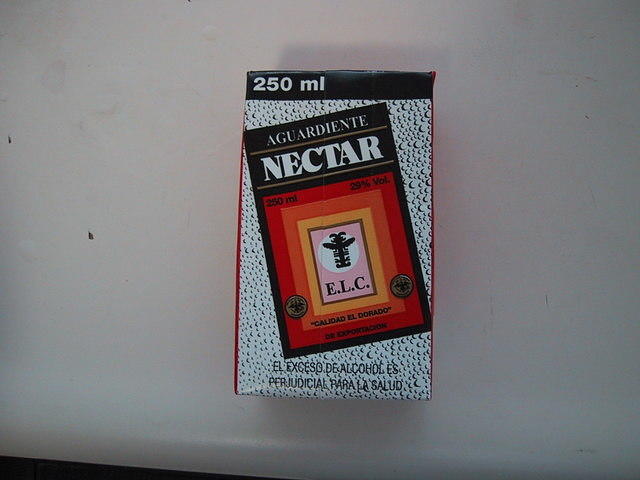 250 ml
AGUARDIENTE
NECTAR
250 ml 29% Vol.
E.L.C.
"CALIDAD EL DORADO"
DE EXPORTACION
EL EXCESO DE ALCOHOL ES
PERJUDICIAL PARA LA SALUD